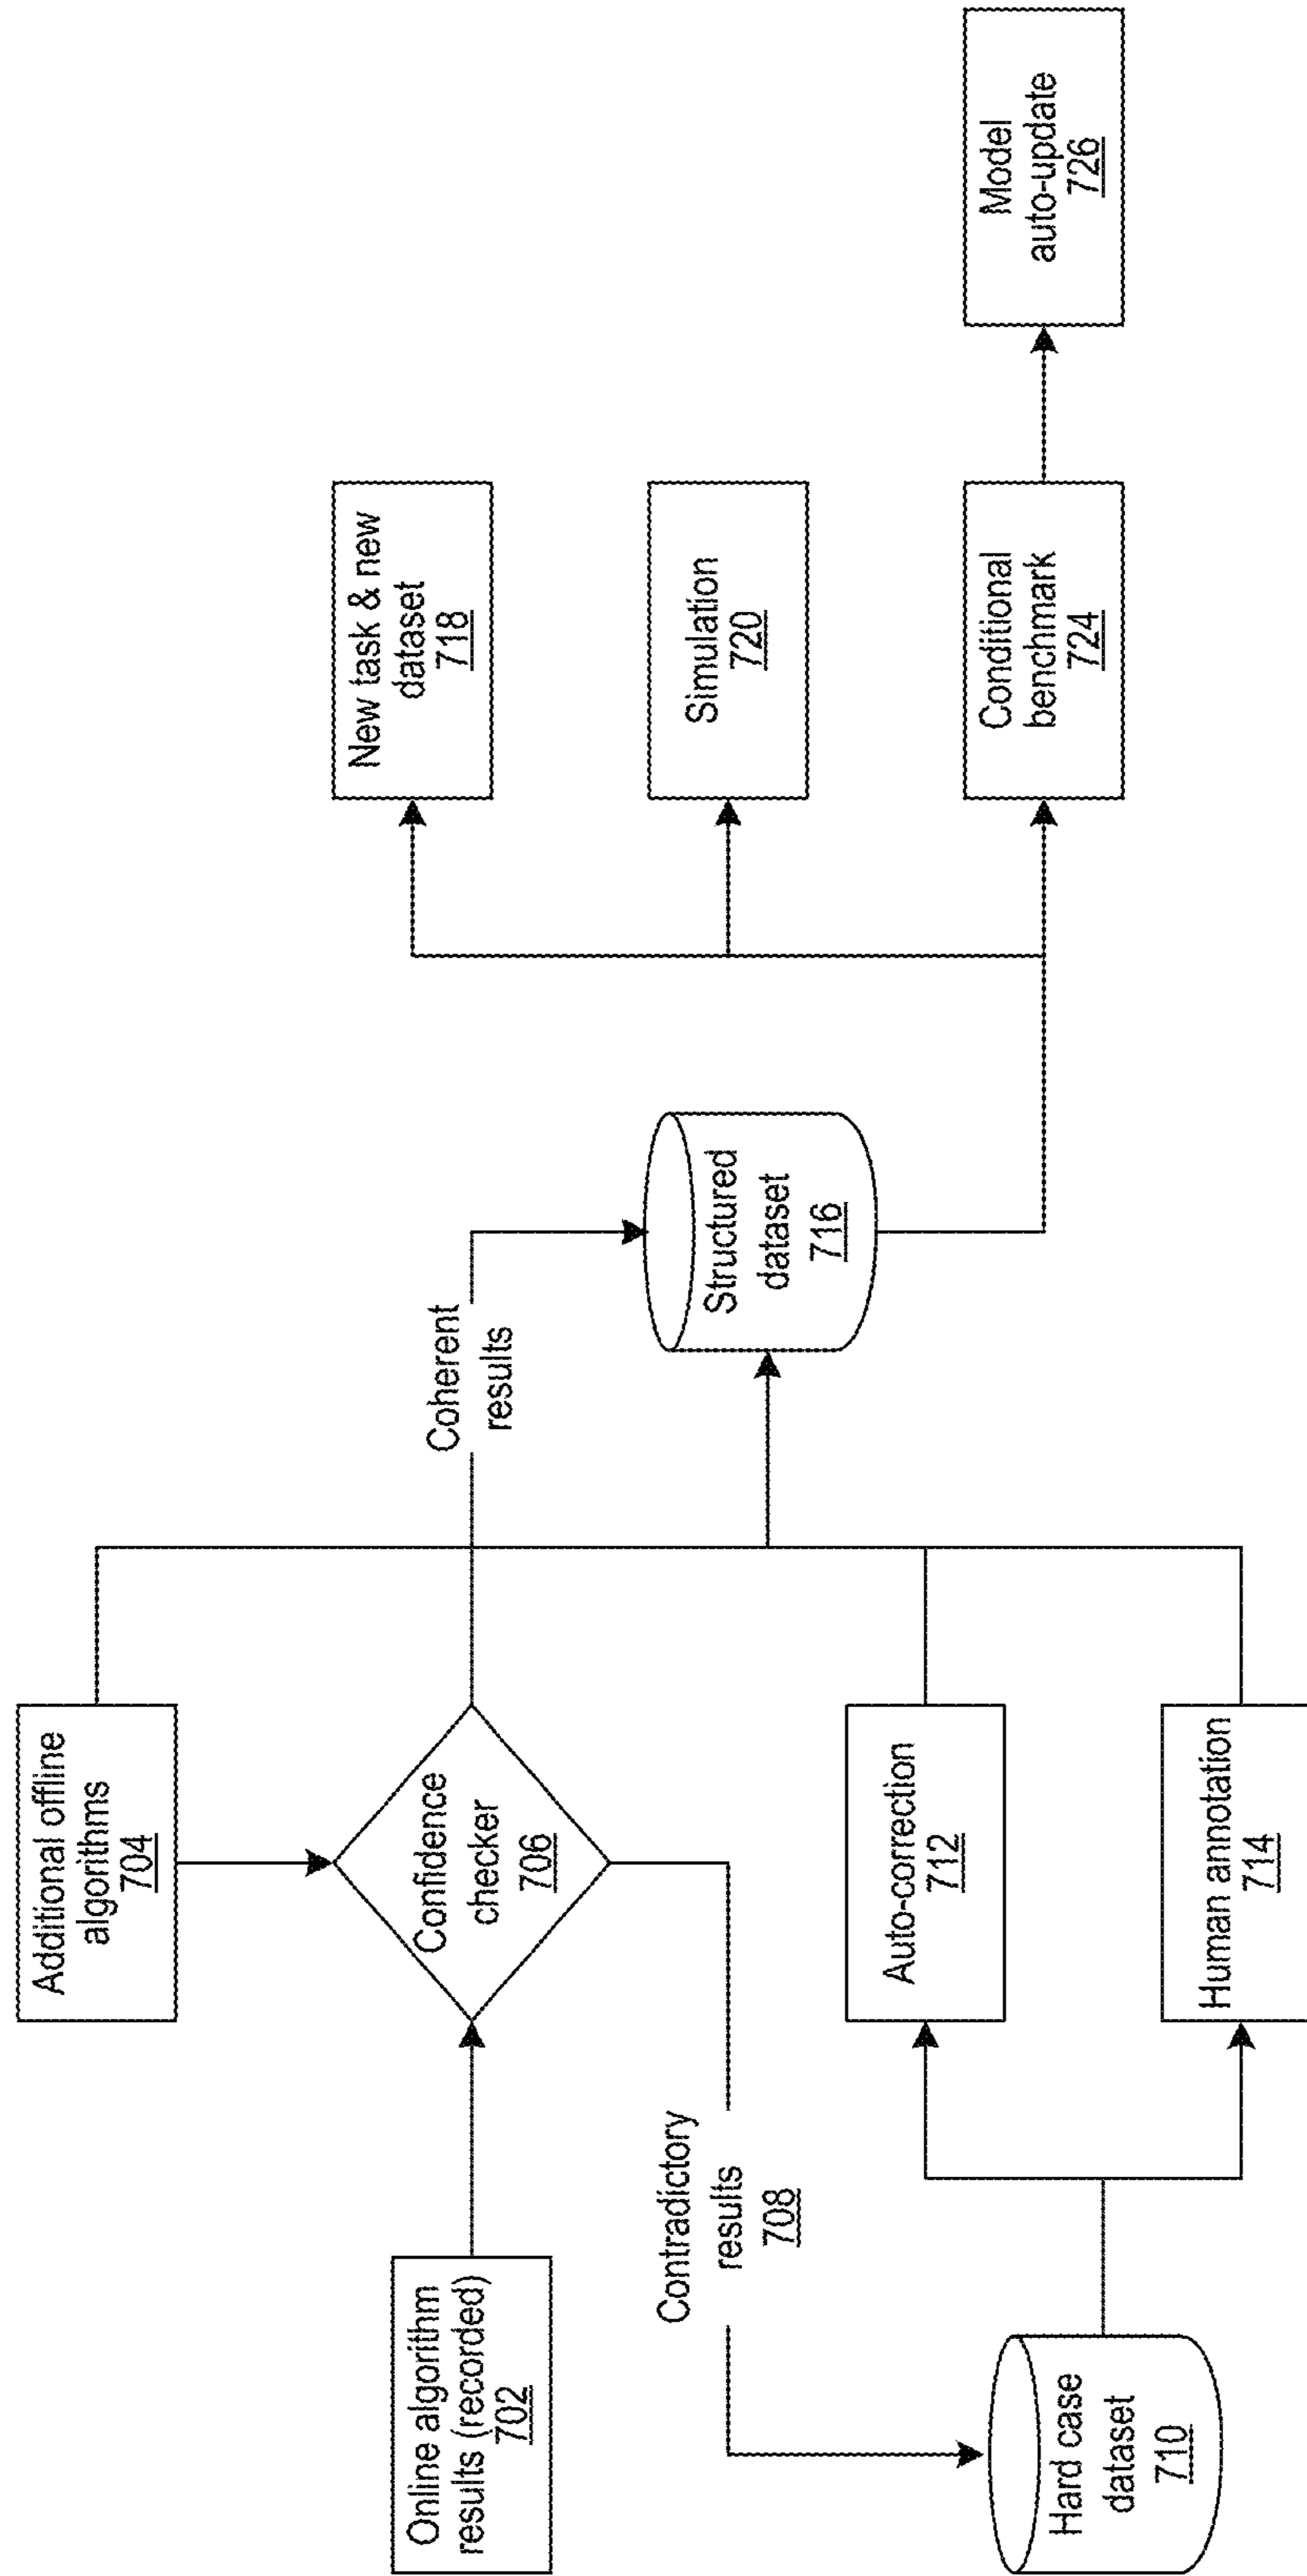 Additional offline
algorithms
704
Online algorithm
results (recorded)
702
Confidence
checker
706
Coherent
results
Contradictory
results
708
Hard case
dataset
710
Auto-correction
712
Human annotation
714
Structured
dataset
716
New task & new
dataset
718
Simulation
720
Conditional
benchmark
724
Model
auto-update
726